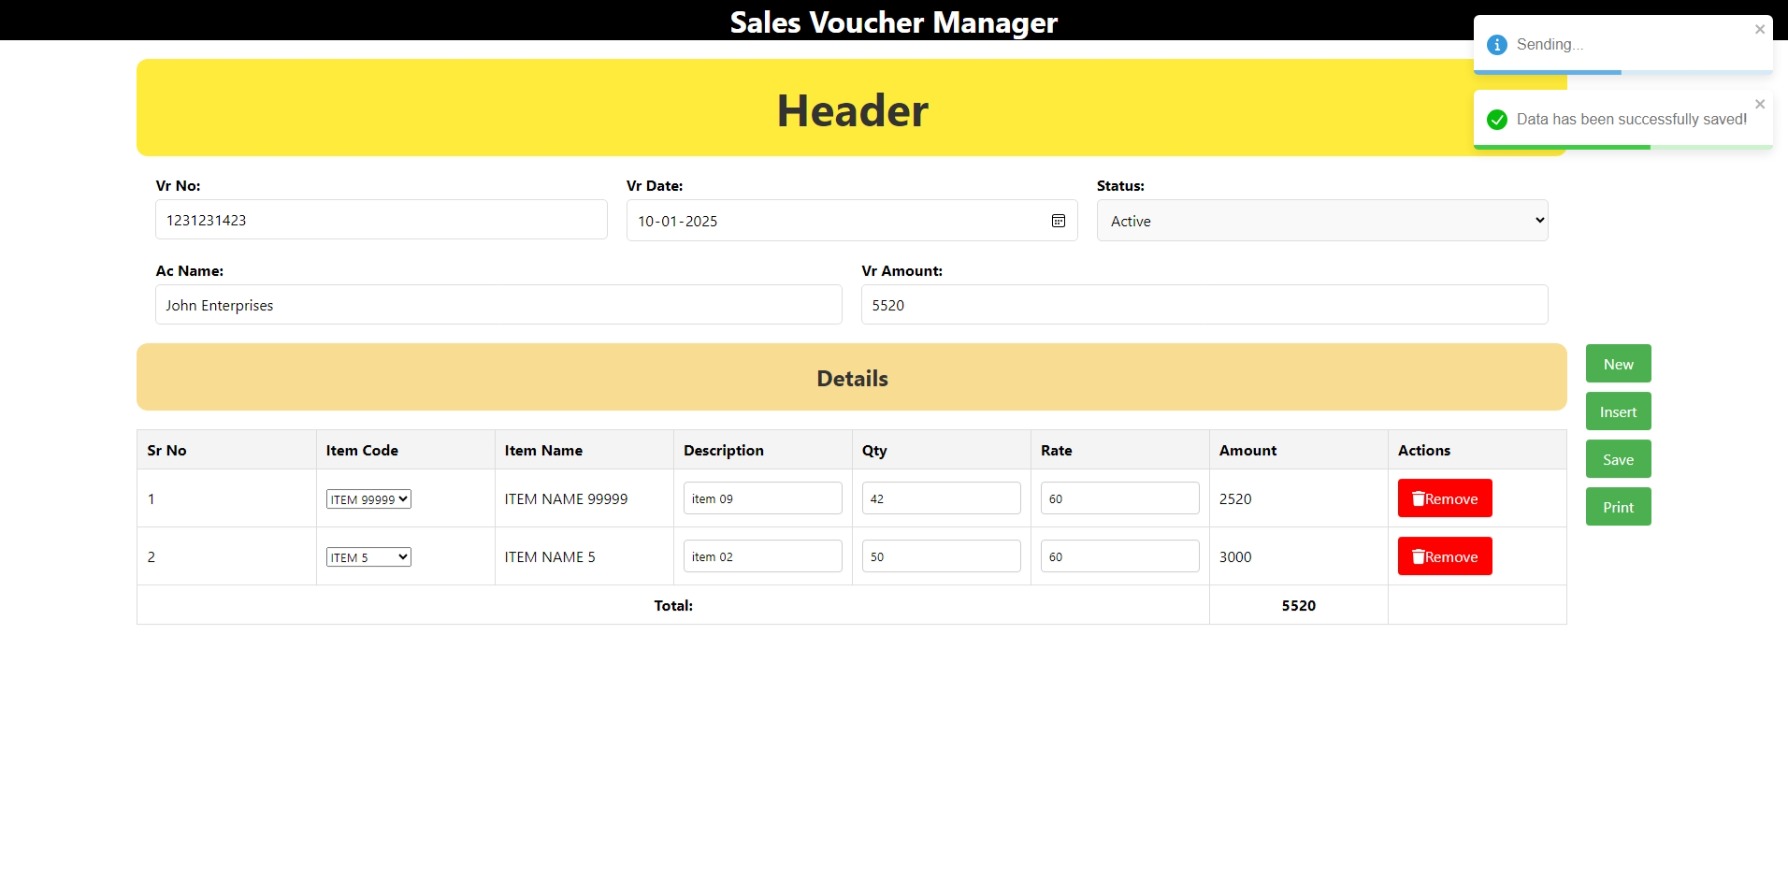 Sales Voucher Manager
Sending...
Data has been successfully saved!
Header
Vr No: Vr Date: Status:
1231231423 10-01-2025 Active
Ac Name: Vr Amount:
John Enterprises 5520
Details
New
Insert
Save
Print
Sr No Item Code Item Name Description Qty Rate Amount Actions
1 ITEM 99999 ITEM NAME 99999 item 09 42 60 2520 Remove
2 ITEM 5 ITEM NAME 5 item 02 50 60 3000 Remove
Total: 5520